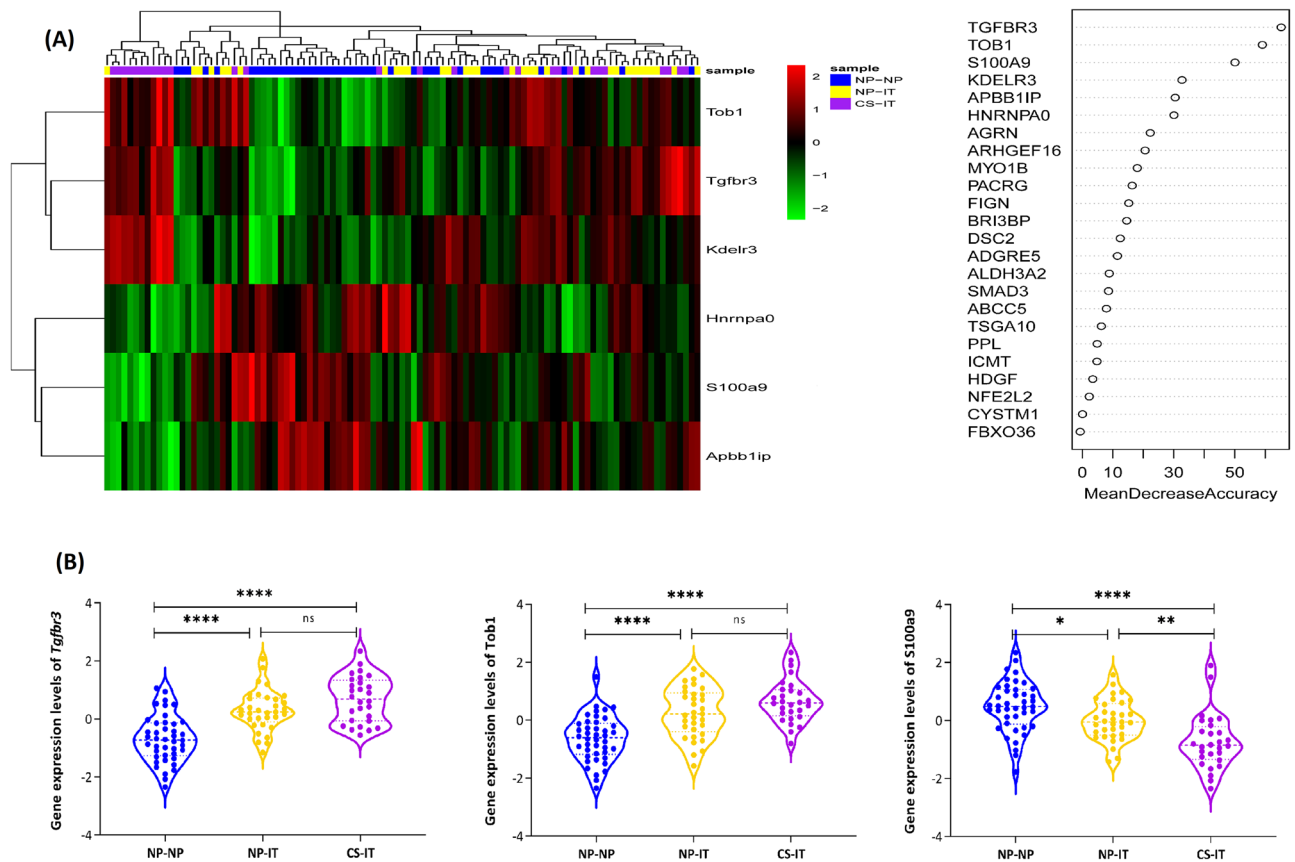 (A)
sample
Tob1
Tgfbr3
Kdelr3
Hnrnpa0
S100a9
Apbb1ip
sample
NP-NP
NP-IT
CS-IT
2
1
0
−1
−2
TGFBR3
TOB1
S100A9
KDELR3
APBB1IP
HNRNPA0
AGRN
ARHGEF16
MYO1B
PACRG
FIGN
BRI3BP
DSC2
ADGRE5
ALDH3A2
SMAD3
ABCC5
TSGA10
PPL
ICMT
HDGF
NFE2L2
CYSTM1
FBXO36
0 10 30 50
MeanDecreaseAccuracy
(B)
Gene expression levels of Tgfbr3
4
2
0
-2
-4
****
**** ns
NP-NP NP-IT CS-IT
Gene expression levels of Tob1
4
2
0
-2
-4
****
**** ns
NP-NP NP-IT CS-IT
Gene expression levels of S100a9
4
2
0
-2
-4
****
* **
NP-NP NP-IT CS-IT